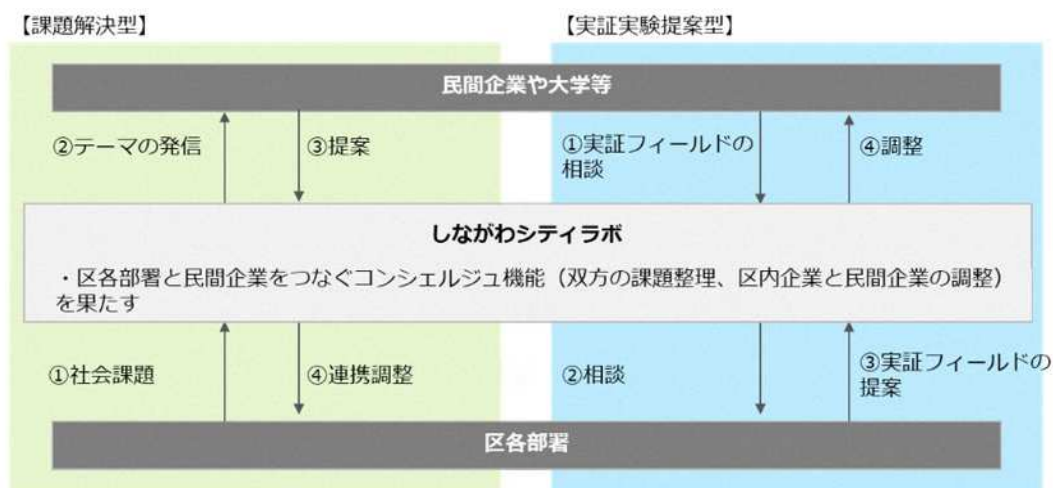 【課題解決型】
【実証実験提案型】
民間企業や大学等
②テーマの発信
③提案
①実証フィールドの
相談
④調整
しながわシティラボ
・区各部署と民間企業をつなぐコンシェルジュ機能（双方の課題整理、区内企業と民間企業の調整）
を果たす
①社会課題
④連携調整
②相談
③実証フィールドの
提案
区各部署